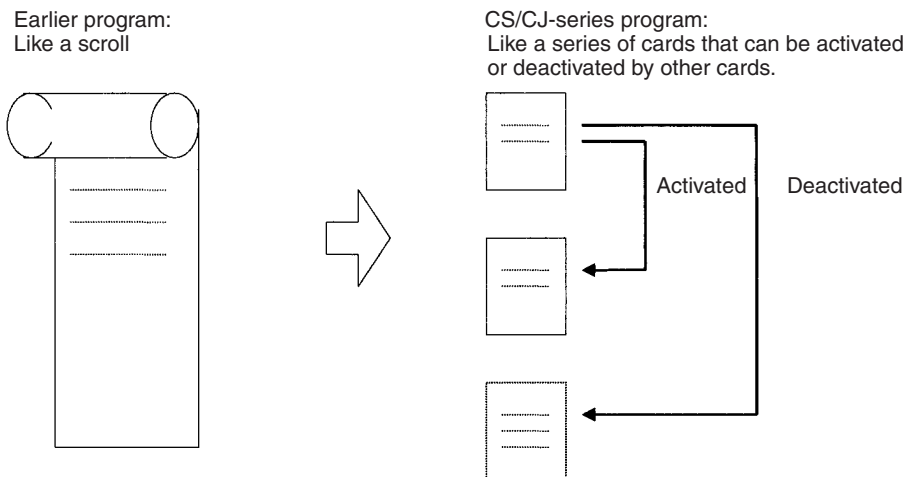 Earlier program:
Like a scroll
CS/CJ-series program:
Like a series of cards that can be activated
or deactivated by other cards.
Activated
Deactivated